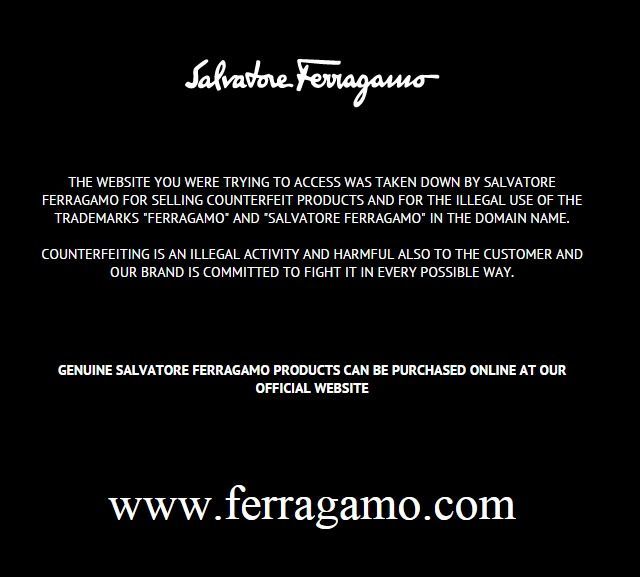 Salvatore Ferragamo
THE WEBSITE YOU WERE TRYING TO ACCESS WAS TAKEN DOWN BY SALVATORE
FERRAGAMO FOR SELLING COUNTERFEIT PRODUCTS AND FOR THE ILLEGAL USE OF THE
TRADEMARKS "FERRAGAMO" AND "SALVATORE FERRAGAMO" IN THE DOMAIN NAME.
COUNTERFEITING IS AN ILLEGAL ACTIVITY AND HARMFUL ALSO TO THE CUSTOMER AND
OUR BRAND IS COMMITTED TO FIGHT IT IN EVERY POSSIBLE WAY.
GENUINE SALVATORE FERRAGAMO PRODUCTS CAN BE PURCHASED ONLINE AT OUR
OFFICIAL WEBSITE
www.ferragamo.com